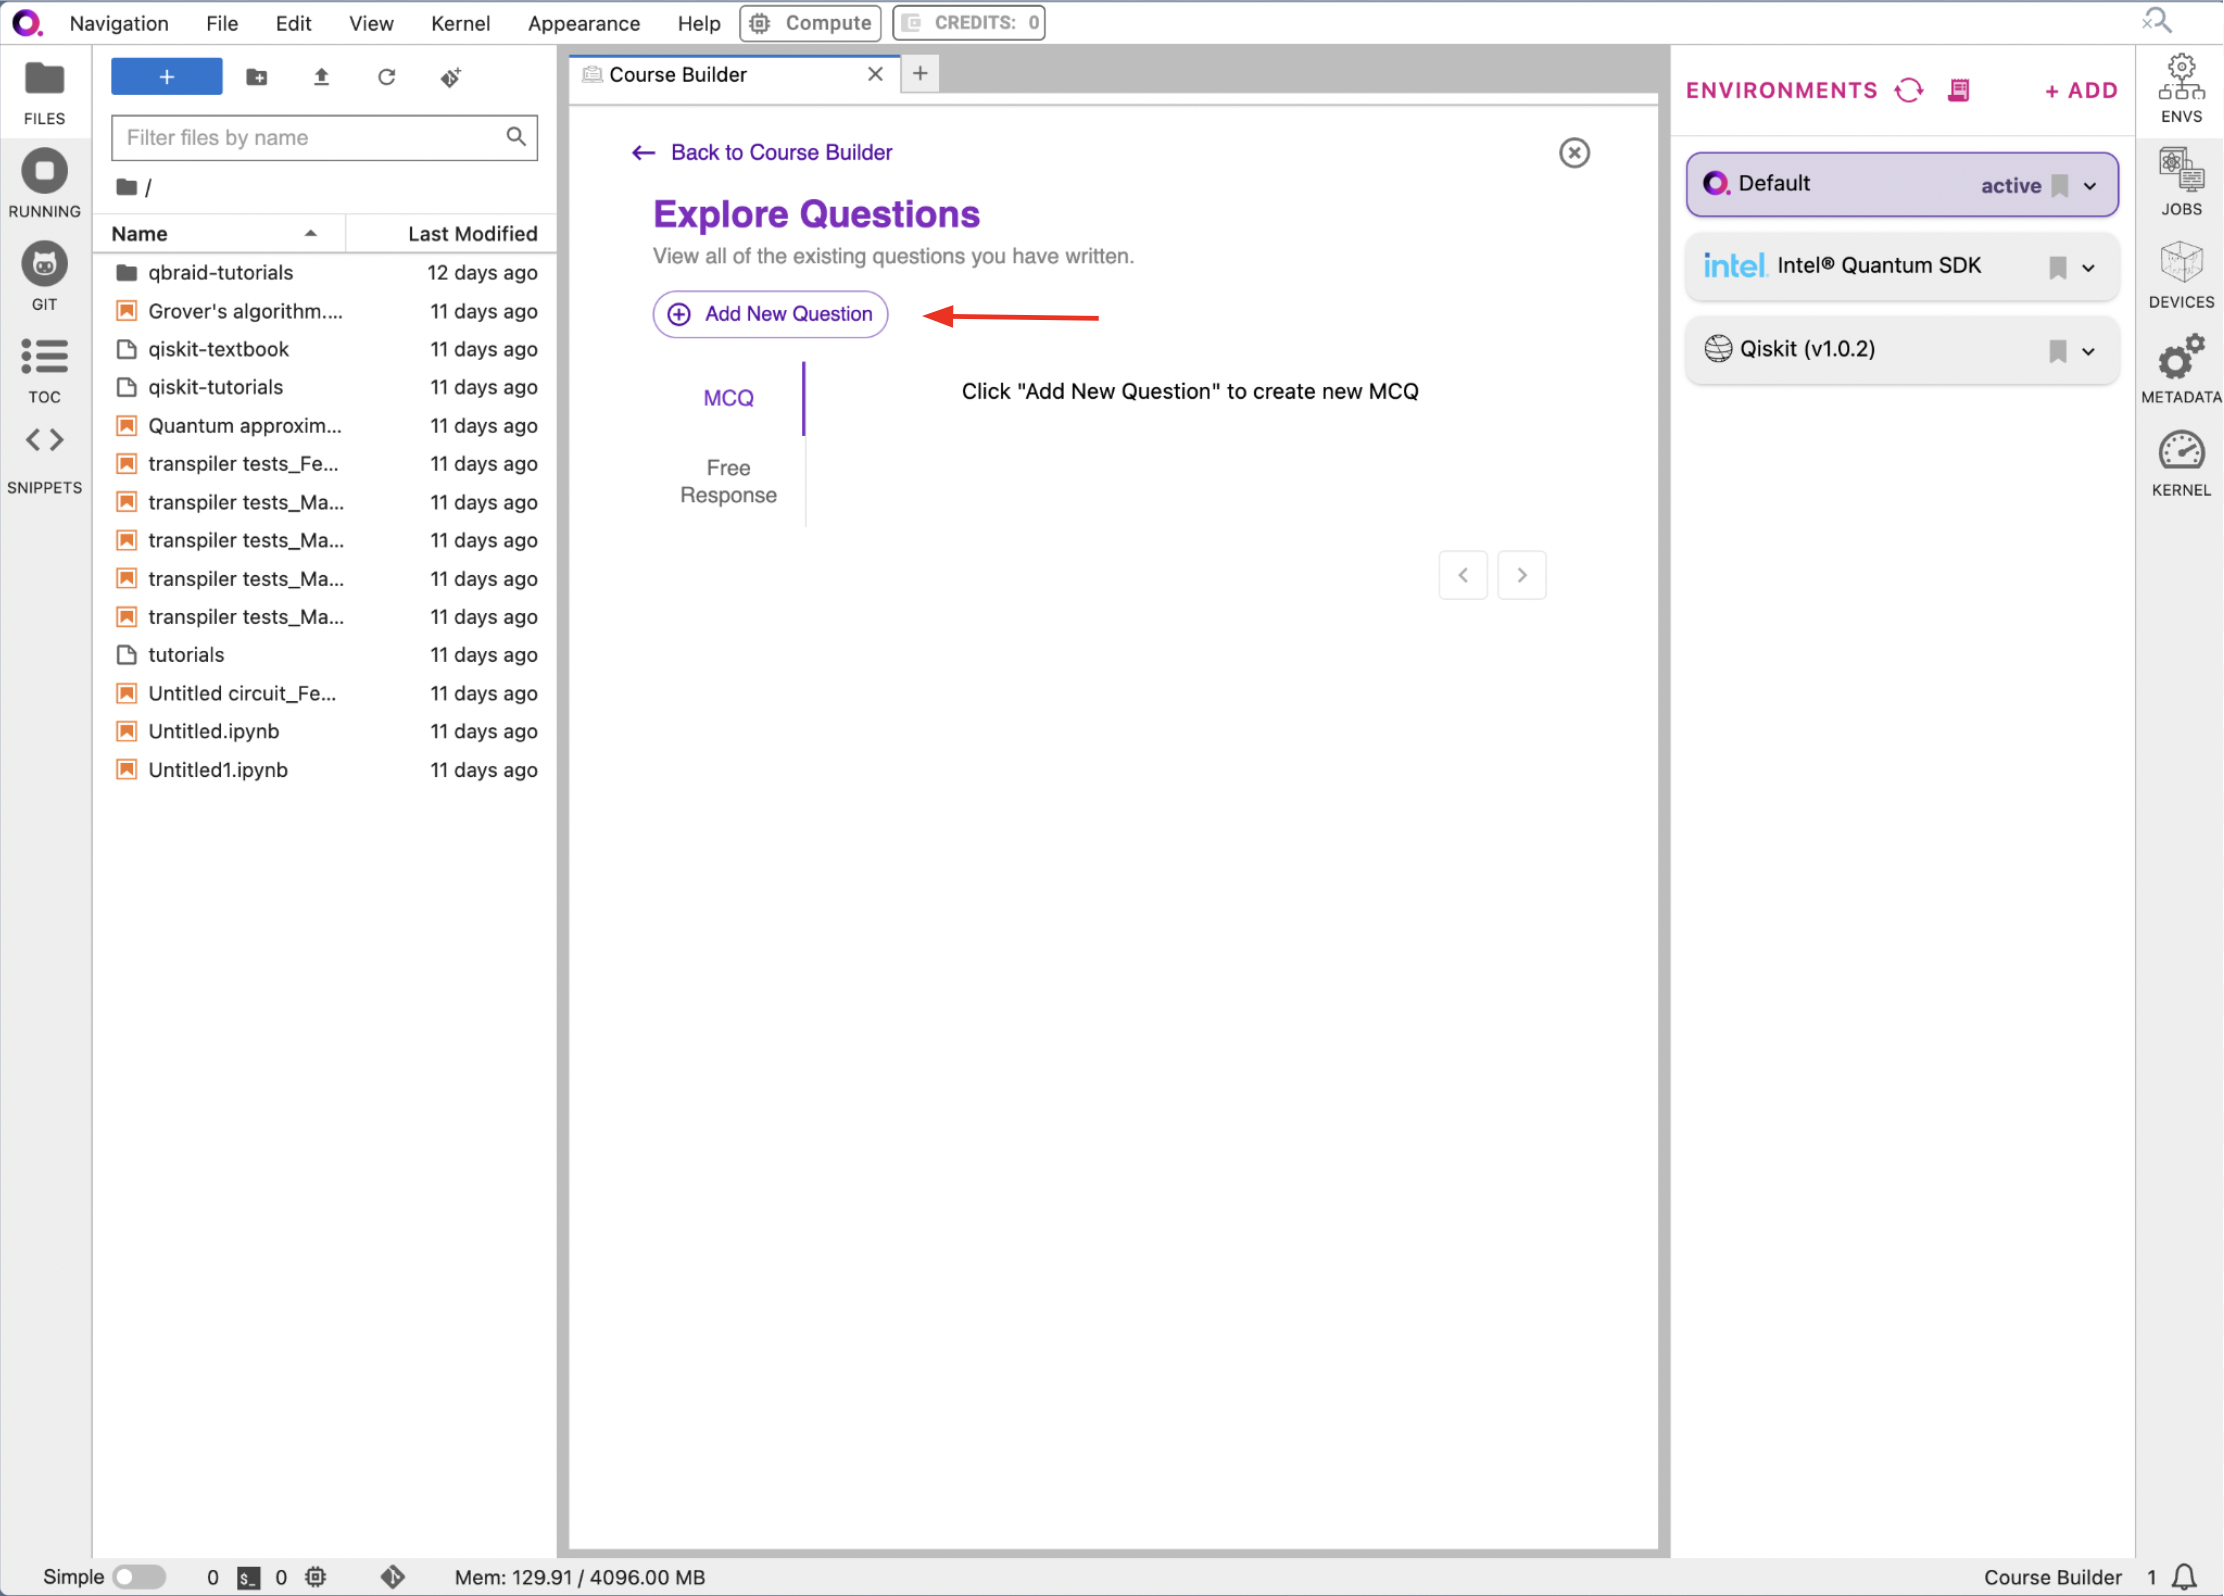 Navigation File Edit View Kernel Appearance Help Compute CREDITS: 0
FILES
RUNNING
GIT
TOC
SNIPPETS
+
Filter files by name
/
Name Last Modified
qbraid-tutorials 12 days ago
Grover's algorithm.... 11 days ago
qiskit-textbook 11 days ago
qiskit-tutorials 11 days ago
Quantum approxim... 11 days ago
transpiler tests_Fe... 11 days ago
transpiler tests_Ma... 11 days ago
transpiler tests_Ma... 11 days ago
transpiler tests_Ma... 11 days ago
transpiler tests_Ma... 11 days ago
tutorials 11 days ago
Untitled circuit_Fe... 11 days ago
Untitled.ipynb 11 days ago
Untitled1.ipynb 11 days ago
Course Builder
Back to Course Builder
Explore Questions
View all of the existing questions you have written.
Add New Question
MCQ
Free
Response
Click "Add New Question" to create new MCQ
ENVIRONMENTS + ADD
Default active
intel. Intel® Quantum SDK
Qiskit (v1.0.2)
ENVS
JOBS
DEVICES
METADATA
KERNEL
Simple 0 $_ 0 Mem: 129.91 / 4096.00 MB Course Builder 1